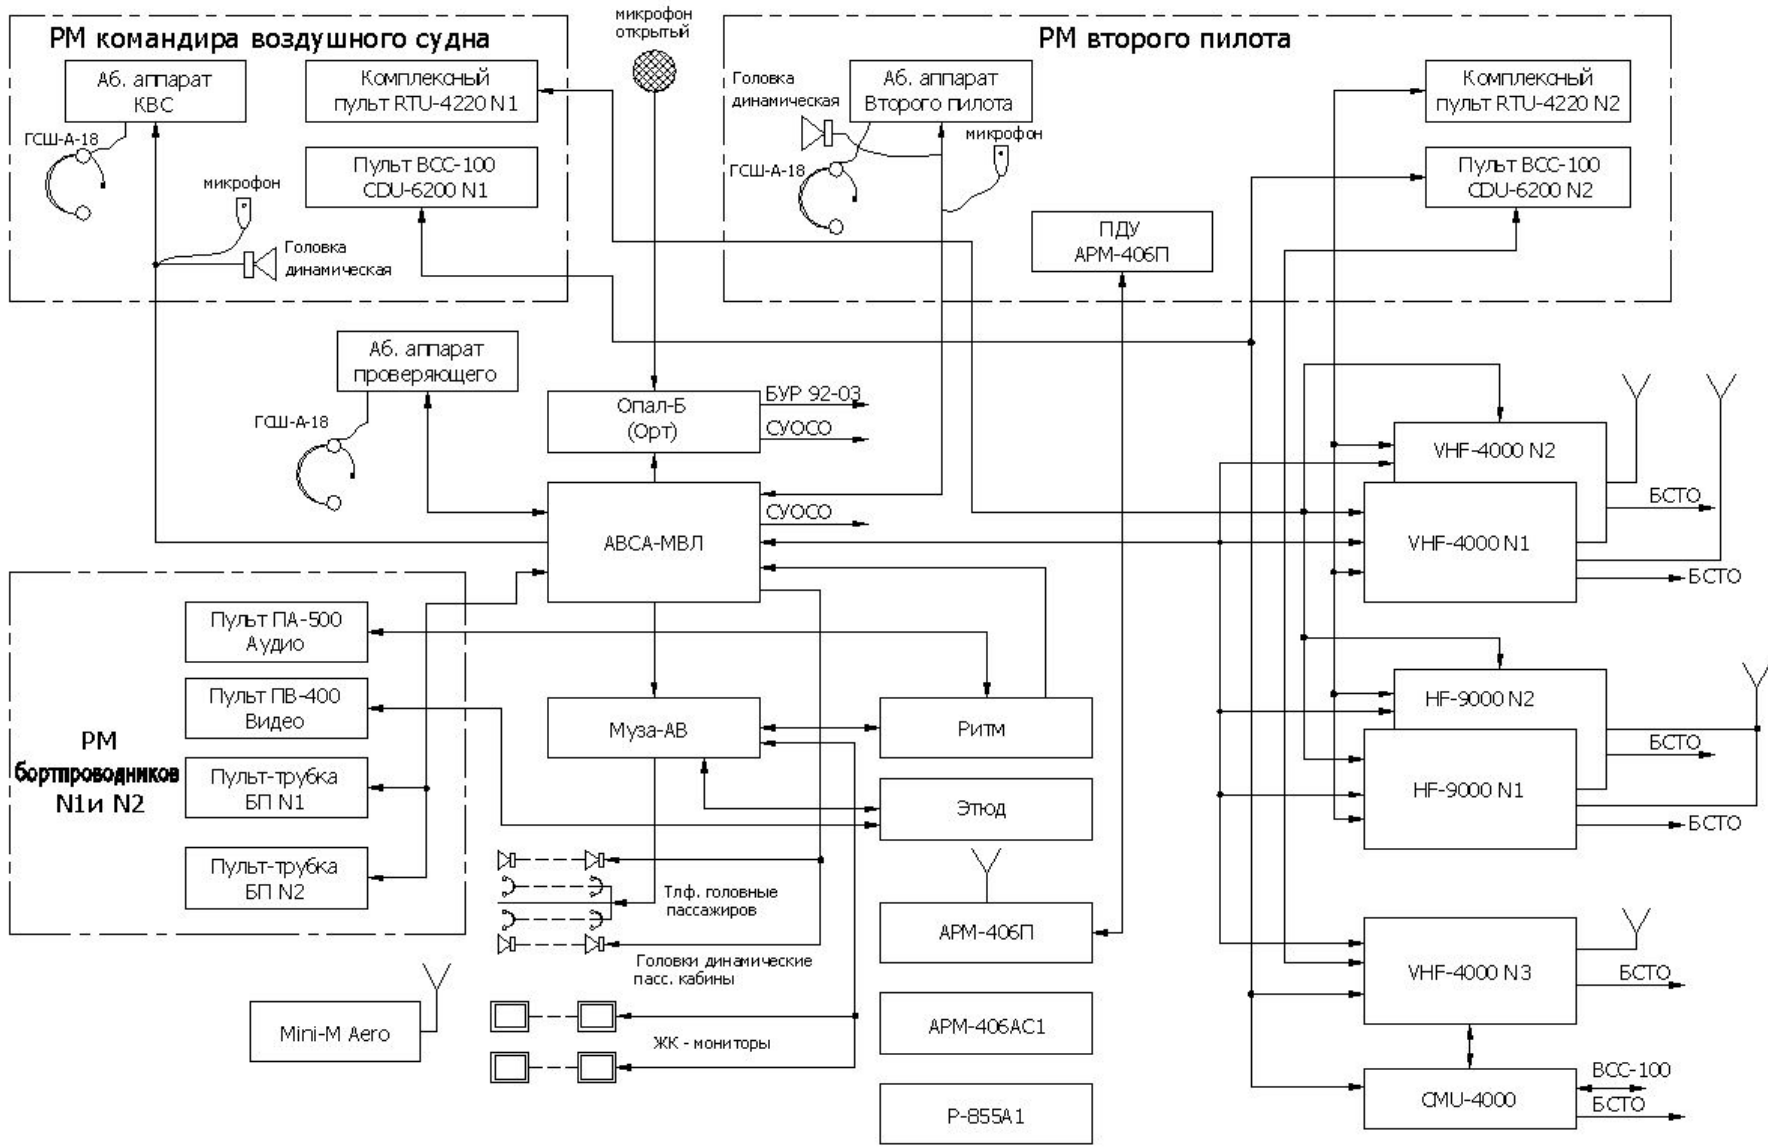 микрофон
открытый
РМ командира воздушного судна
Аб. аппарат
КВС
Комплексный
пульт RTU-4220 N1
ГСШ-А-18
Пульт ВСС-100
CDU-6200 N1
микрофон
Головка
динамическая
РМ второго пилота
Головка
динамическая
Аб. аппарат
Второго пилота
микрофон
ГСШ-А-18
Комплексный
пульт RTU-4220 N2
Пульт ВСС-100
CDU-6200 N2
ПДУ
АРМ-406П
Аб. аппарат
проверяющего
ГСШ-А-18
Опал-Б
(Орт)
БУР 92-03
СУОСО
АВСА-МВЛ
СУОСО
VHF-4000 N2
БСТО
VHF-4000 N1
БСТО
РМ
бортпроводников
N1и N2
Пульт ПА-500
Аудио
Пульт ПВ-400
Видео
Пульт-трубка
БП N1
Пульт-трубка
БП N2
Муза-АВ
Ритм
Этюд
HF-9000 N2
БСТО
HF-9000 N1
БСТО
Тлф. головные
пассажиров
Головки динамические
пасс. кабины
ЖК - мониторы
Mini-M Aero
АРМ-406П
АРМ-406АС1
Р-855А1
VHF-4000 N3
БСТО
CMU-4000
ВСС-100
БСТО